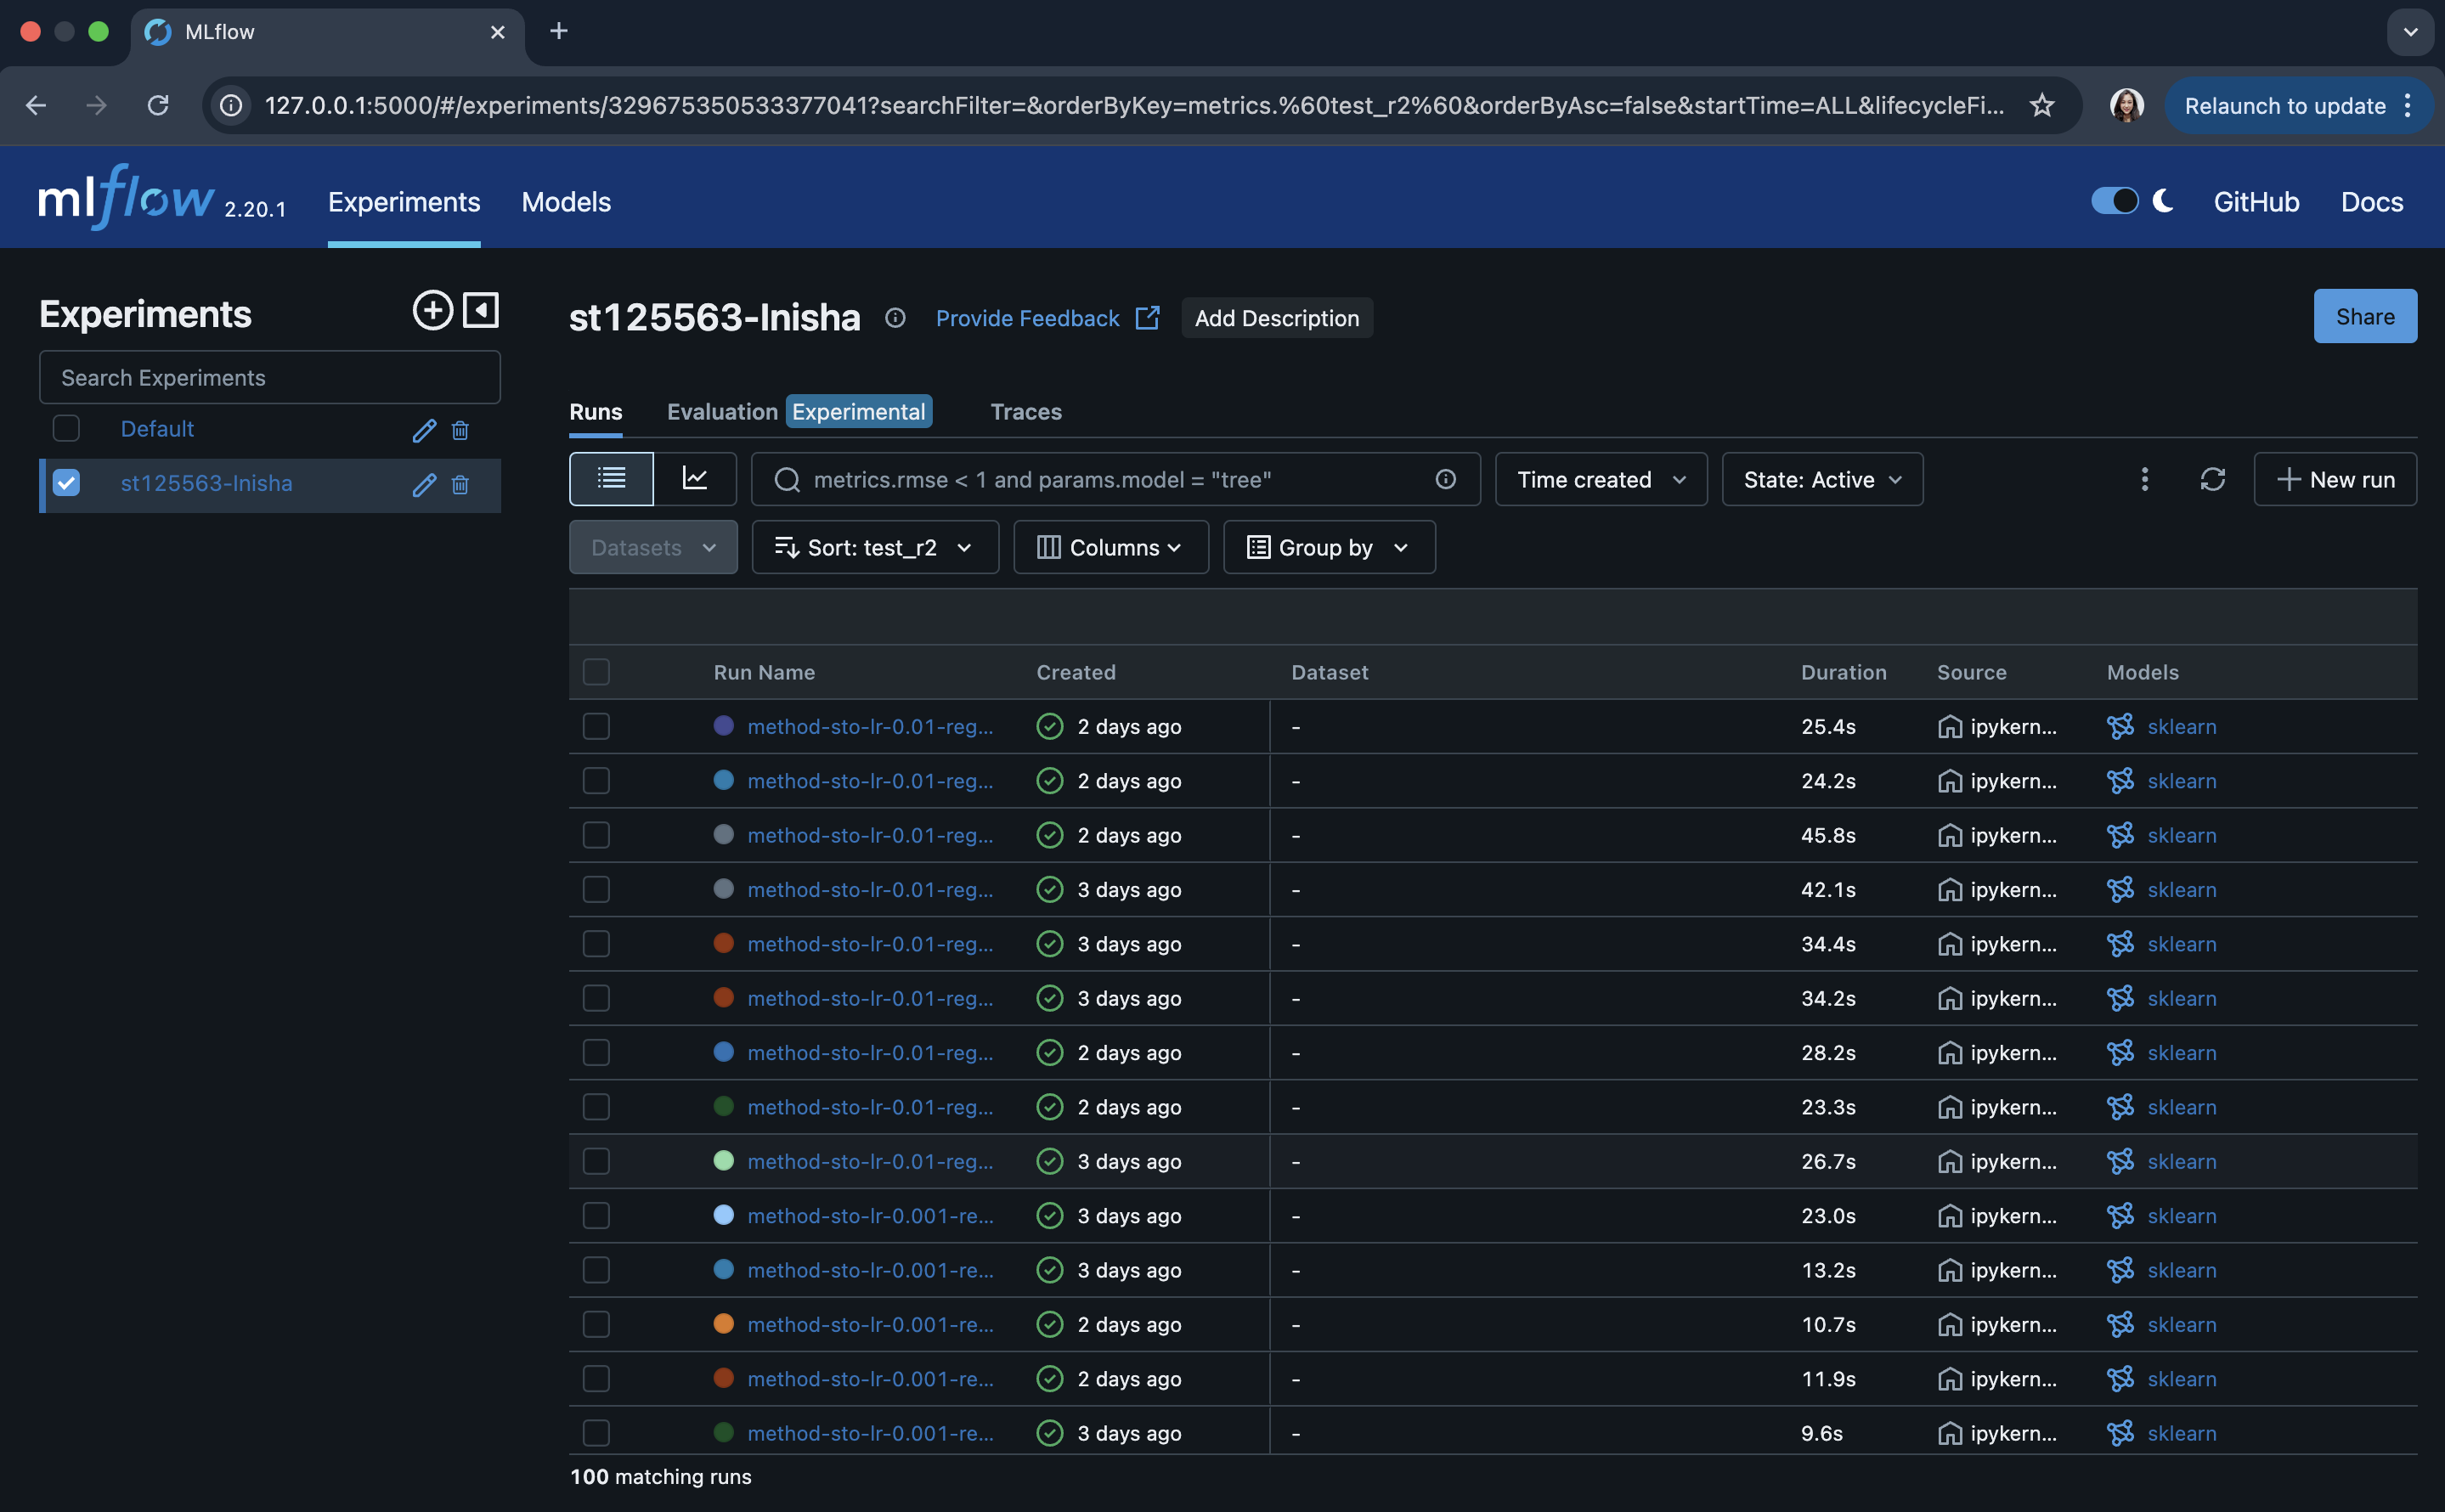 MLflow
127.0.0.1:5000/#/experiments/329675350533377041?searchFilter=&orderByKey=metrics.%60test_r2%60&orderByAsc=false&startTime=ALL&lifecycleFi...
Relaunch to update
mlflow 2.20.1
Experiments
Models
GitHub
Docs
Experiments
Search Experiments
Default
st125563-Inisha
st125563-Inisha
Provide Feedback
Add Description
Share
Runs
Evaluation Experimental
Traces
metrics.rmse < 1 and params.model = "tree"
Time created
State: Active
New run
Datasets
Sort: test_r2
Columns
Group by
Run Name Created Dataset Duration Source Models
method-sto-lr-0.01-reg... 2 days ago - 25.4s ipykern... sklearn
method-sto-lr-0.01-reg... 2 days ago - 24.2s ipykern... sklearn
method-sto-lr-0.01-reg... 2 days ago - 45.8s ipykern... sklearn
method-sto-lr-0.01-reg... 3 days ago - 42.1s ipykern... sklearn
method-sto-lr-0.01-reg... 3 days ago - 34.4s ipykern... sklearn
method-sto-lr-0.01-reg... 3 days ago - 34.2s ipykern... sklearn
method-sto-lr-0.01-reg... 2 days ago - 28.2s ipykern... sklearn
method-sto-lr-0.01-reg... 2 days ago - 23.3s ipykern... sklearn
method-sto-lr-0.01-reg... 3 days ago - 26.7s ipykern... sklearn
method-sto-lr-0.001-re... 3 days ago - 23.0s ipykern... sklearn
method-sto-lr-0.001-re... 3 days ago - 13.2s ipykern... sklearn
method-sto-lr-0.001-re... 2 days ago - 10.7s ipykern... sklearn
method-sto-lr-0.001-re... 2 days ago - 11.9s ipykern... sklearn
method-sto-lr-0.001-re... 3 days ago - 9.6s ipykern... sklearn
100 matching runs